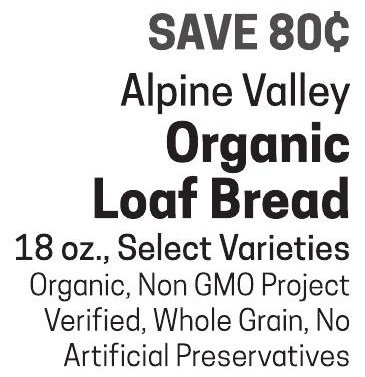 SAVE 80¢
Alpine Valley
Organic
Loaf Bread
18 oz., Select Varieties
Organic, Non GMO Project
Verified, Whole Grain, No
Artificial Preservatives